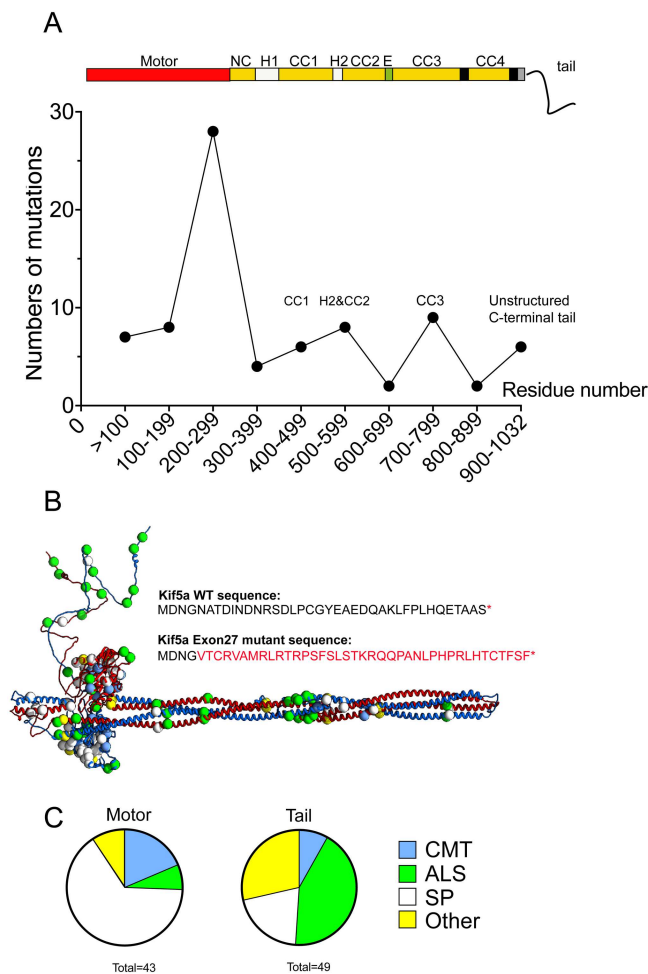 A
Motor NC H1 CC1 H2 CC2 E CC3 CC4 tail
Numbers of mutations
30
20
10
0
CC1 H2&CC2 CC3 Unstructured
C-terminal tail
Residue number
0 >100 100-199 200-299 300-399 400-499 500-599 600-699 700-799 800-899 900-1032
B
Kif5a WT sequence:
MDNGNATDINDNRSDLPCGYEAEDQAKLFPLHQETAAS*
Kif5a Exon27 mutant sequence:
MDNGVTCRVAMRLRTRPSFSLSTKRQQPANLPHPRLHTCTFSF*
C
Motor Tail
CMT
ALS
SP
Other
Total=43 Total=49